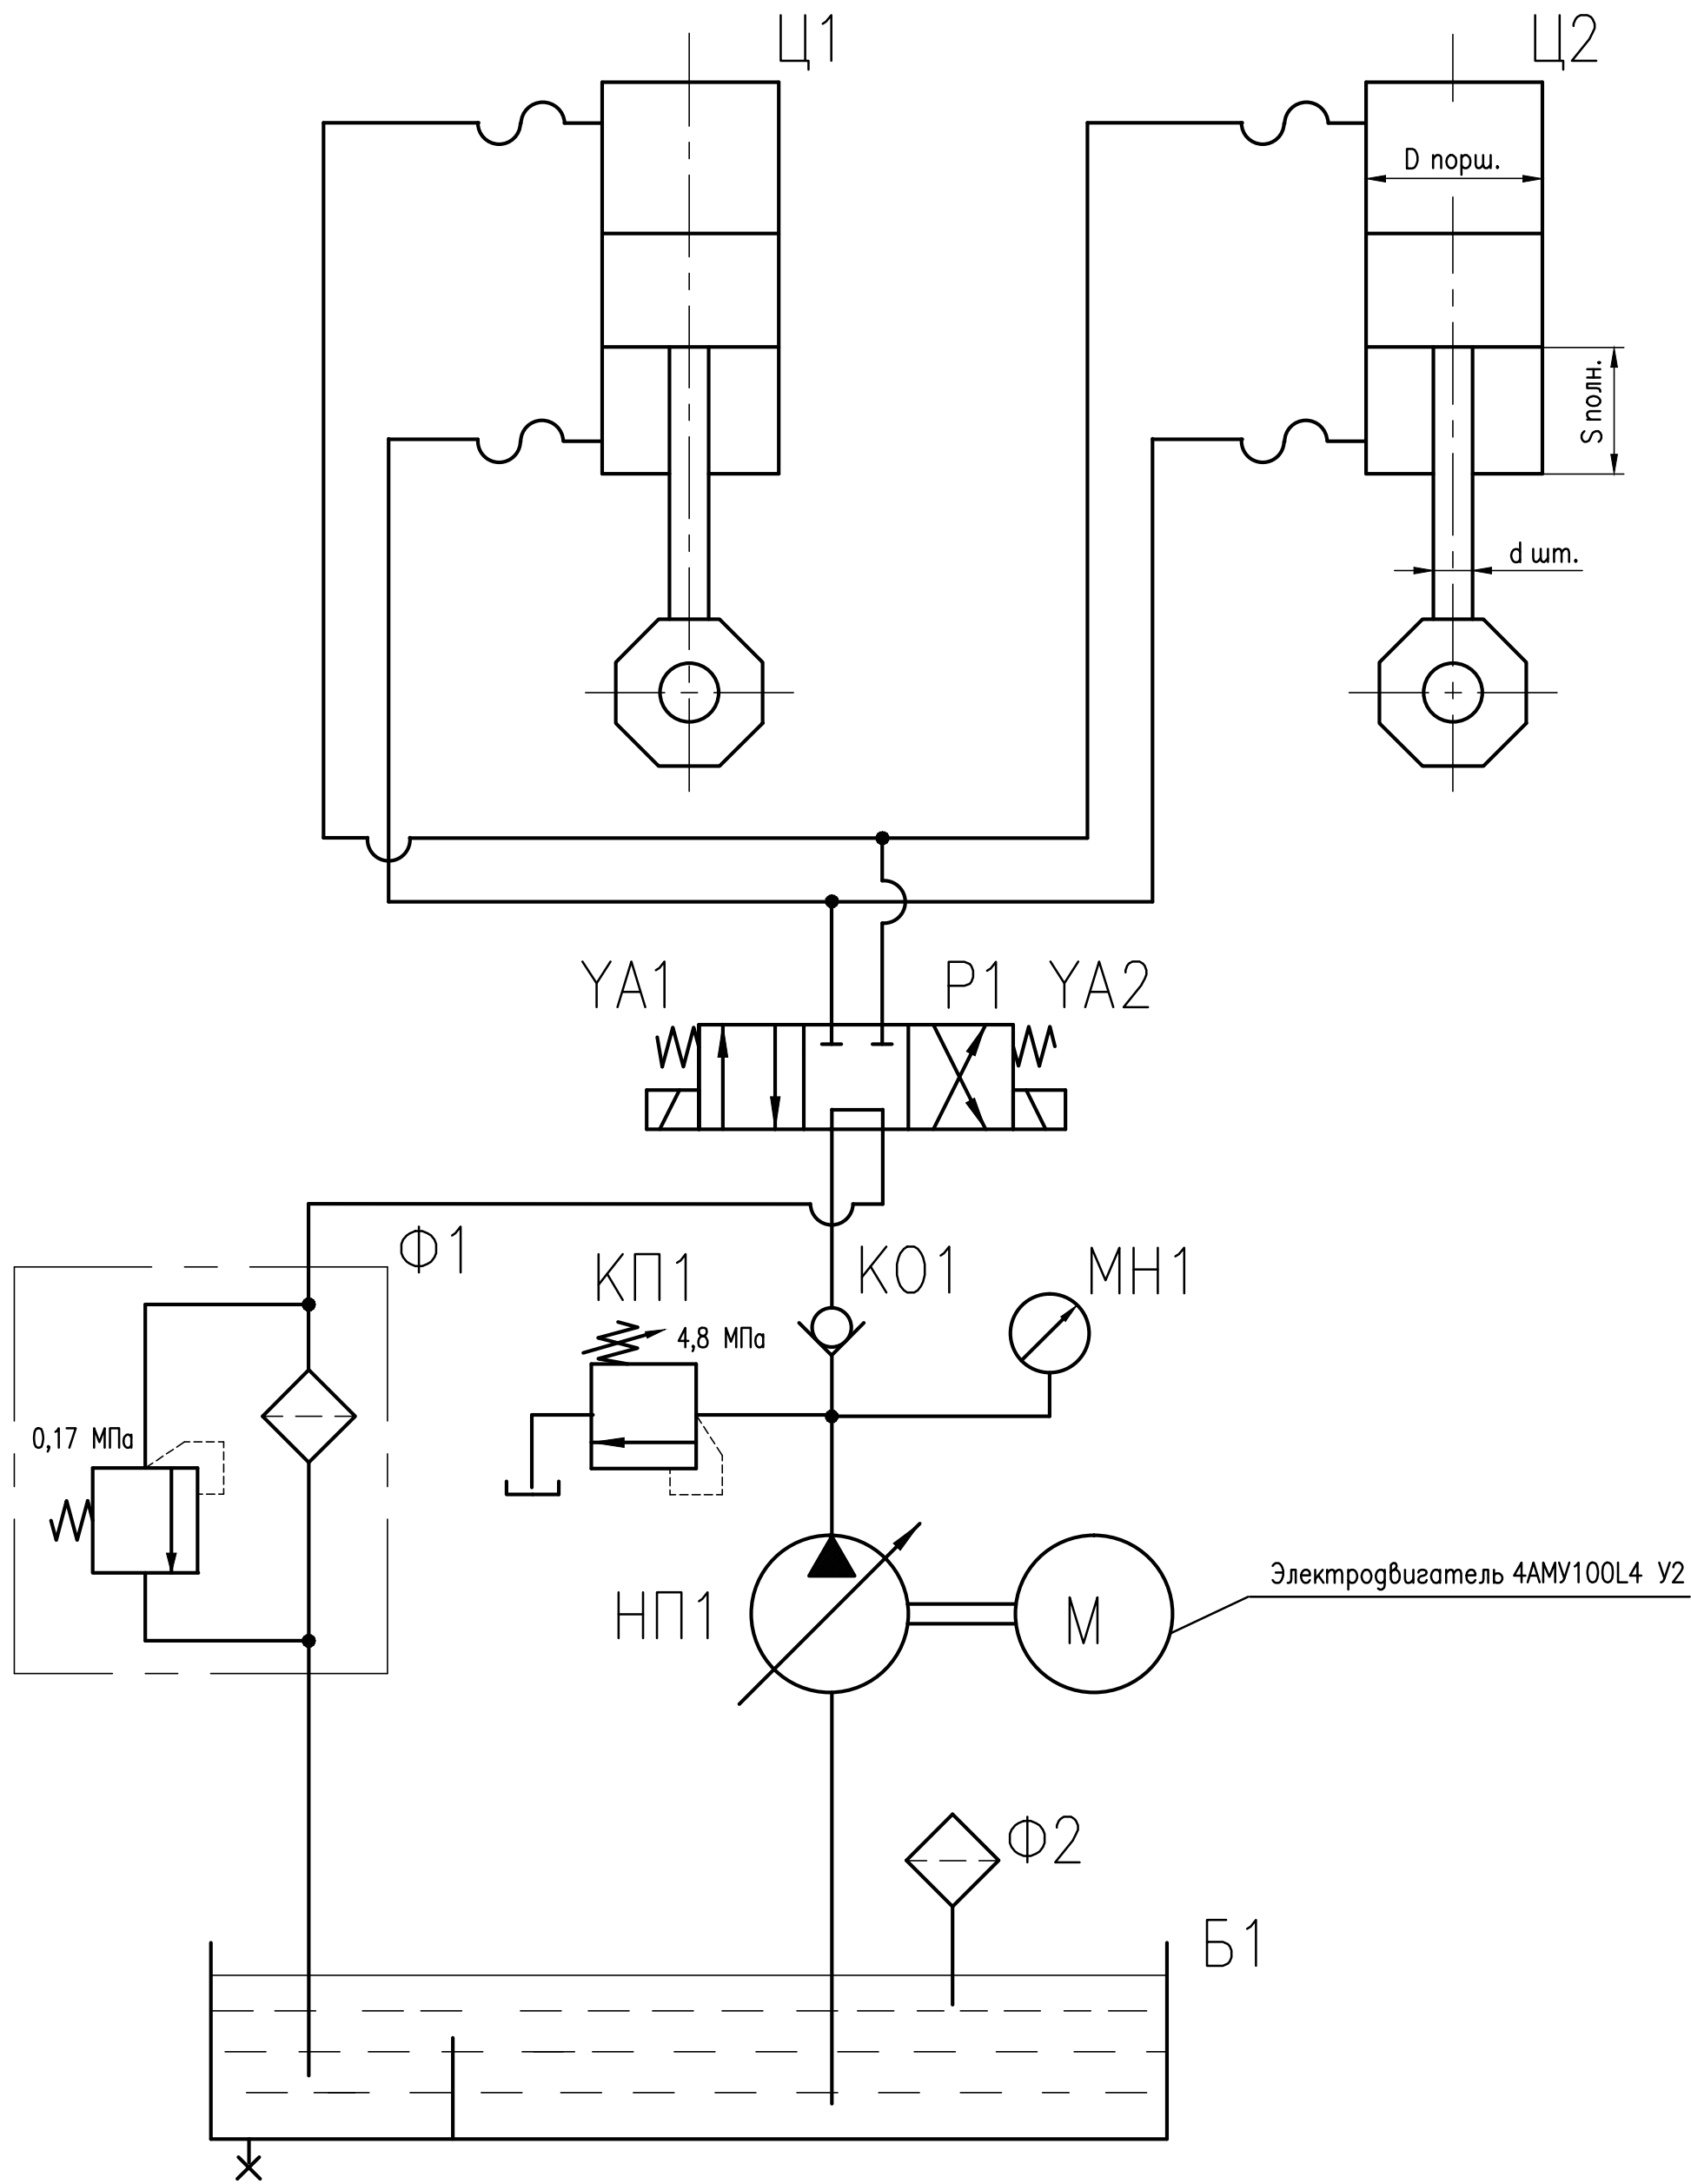 Ц1
Ц2
D порш.
S полн.
d шт.
YA1
P1
YA2
Ф1
КП1
4,8 МПа
КО1
МН1
0,17 МПа
НП1
М
Электродвигатель 4АМУ100L4 У2
Ф2
Б1